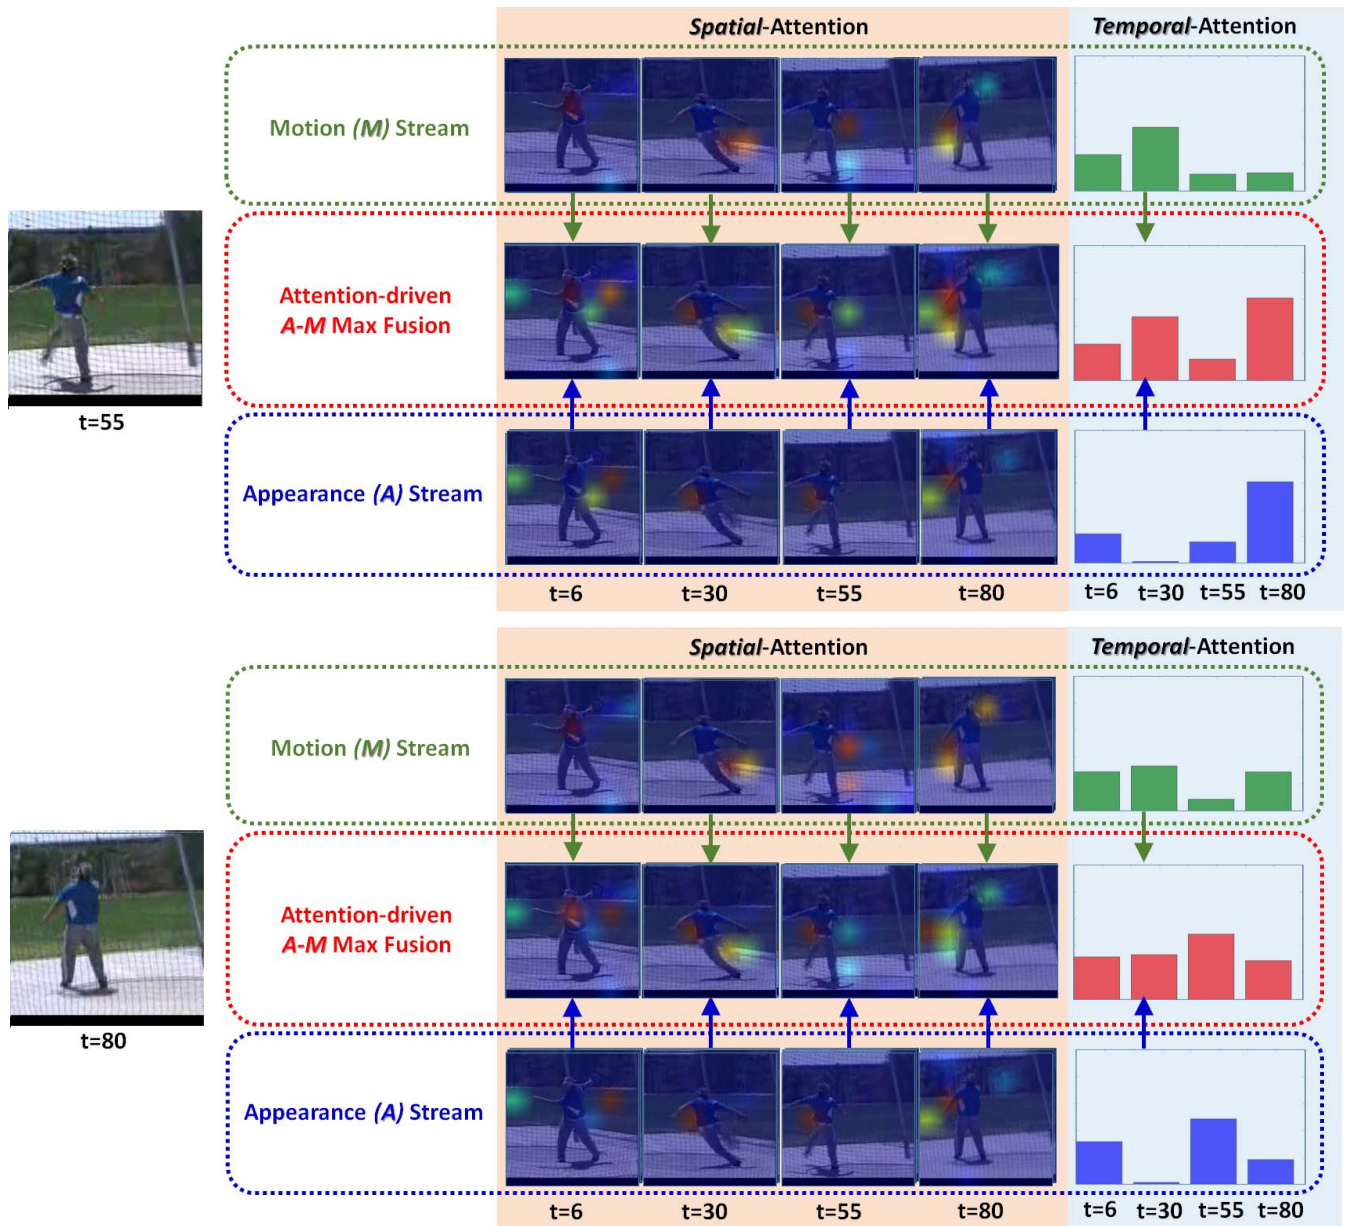 Spatial-Attention
Temporal-Attention
Motion (M) Stream
Attention-driven
A-M Max Fusion
t=55
Appearance (A) Stream
t=6
t=30
t=55
t=80
t=6
t=30
t=55
t=80
Spatial-Attention
Temporal-Attention
Motion (M) Stream
Attention-driven
A-M Max Fusion
t=80
Appearance (A) Stream
t=6
t=30
t=55
t=80
t=6
t=30
t=55
t=80